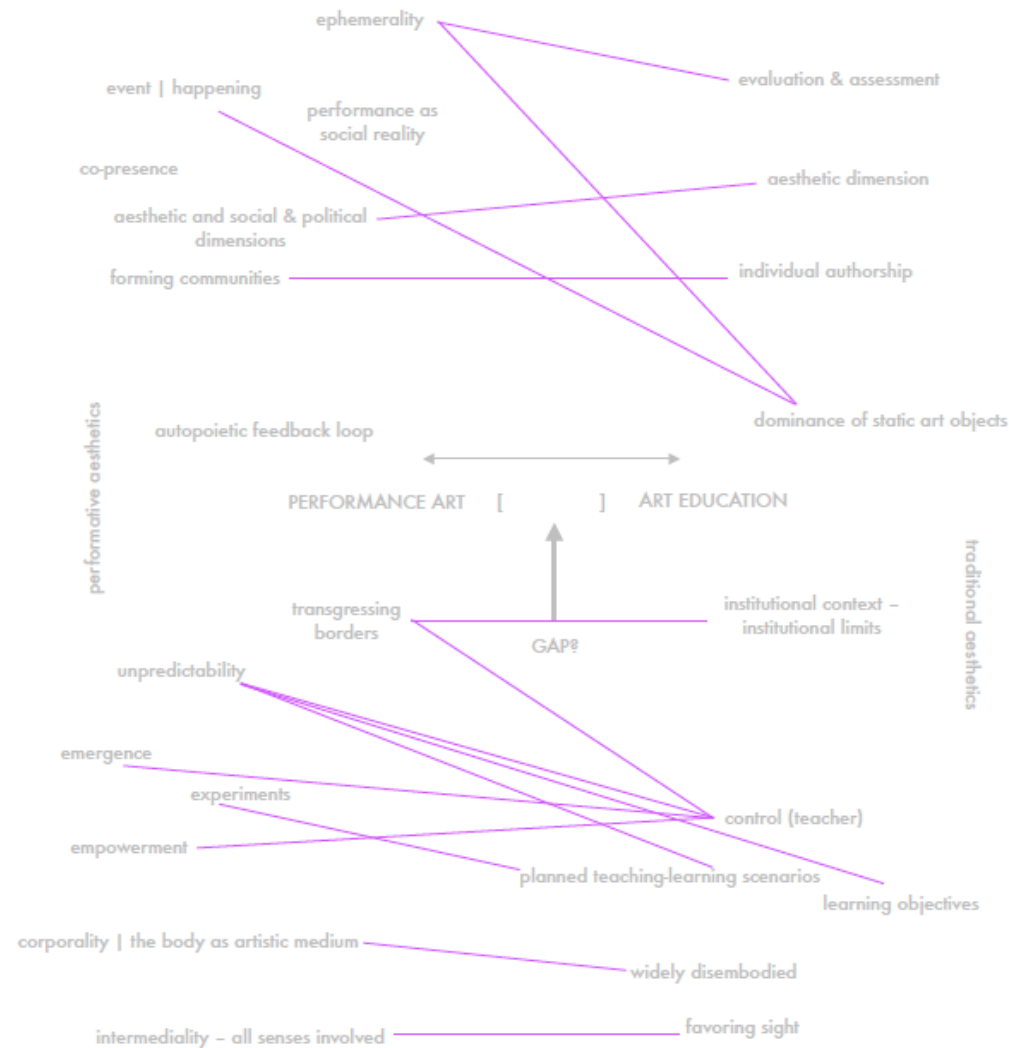 ephemerality
evaluation & assessment
event | happening
performance as
social reality
co-presence
aesthetic dimension
aesthetic and social & political
dimensions
forming communities
individual authorship
dominance of static art objects
performative aesthetics
autopoietic feedback loop
PERFORMANCE ART [ ] ART EDUCATION
traditional aesthetics
transgressing
borders
institutional context –
institutional limits
GAP?
unpredictability
emergence
experiments
control (teacher)
empowerment
planned teaching-learning scenarios
learning objectives
corporality | the body as artistic medium
widely disembodied
intermediality – all senses involved
favoring sight